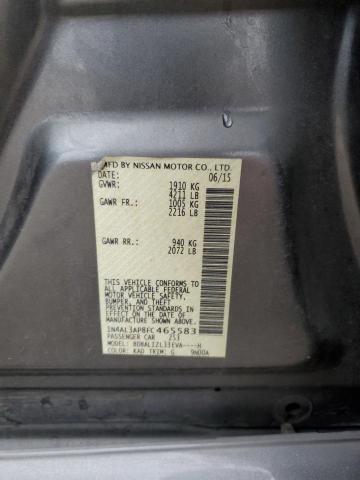 MFD BY NISSAN MOTOR CO., LTD.
DATE: 06/15
GVWR: 1910 KG
4211 LB
GAWR FR. 1005 KG
2216 LB
GAWR RR. 940 KG
2072 LB
THIS VEHICLE CONFORMS TO ALL
APPLICABLE FEDERAL MOTOR
VEHICLE SAFETY,
BUMPER, AND THEFT
PREVENTION STANDARDS
IN EFFECT ON THE DATE OF
MANUFACTURE SHOWN ABOVE.
1N4AL3AP8FC465583
PASSENGER CAR 253
MODEL:
COLOR: KAD TRIM: G